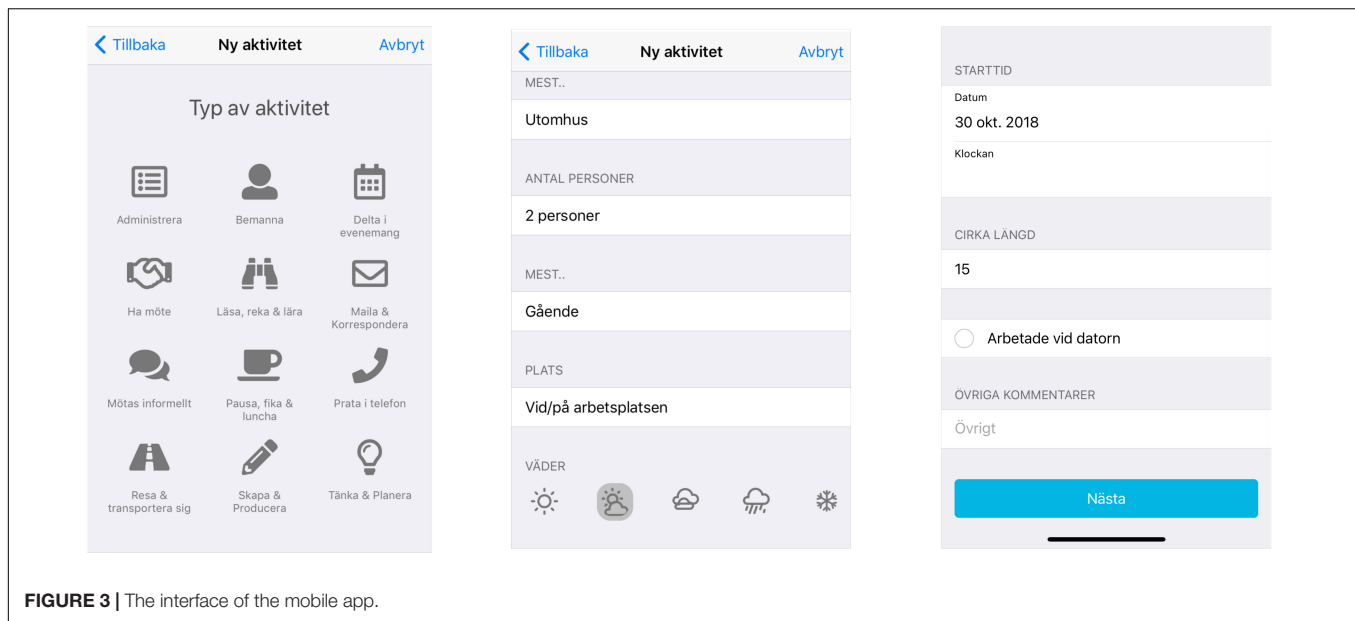 Tillbaka Ny aktivitet Avbryt
Typ av aktivitet
Administrera
Bemanna
Delta i
evenemang
Ha möte
Läsa, reka & lära
Maila &
Korrespondera
Mötas informellt
Pausa, fika &
luncha
Prata i telefon
Resa &
transportera sig
Skapa &
Producera
Tänka & Planera
Tillbaka Ny aktivitet Avbryt
MEST..
Utomhus
ANTAL PERSONER
2 personer
MEST..
Gående
PLATS
Vid/på arbetsplatsen
VÄDER
STARTTID
Datum
30 okt. 2018
Klockan
CIRKA LÄNGD
15
Arbetade vid datorn
ÖVRIGA KOMMENTARER
Övrigt
Nästa
FIGURE 3 | The interface of the mobile app.